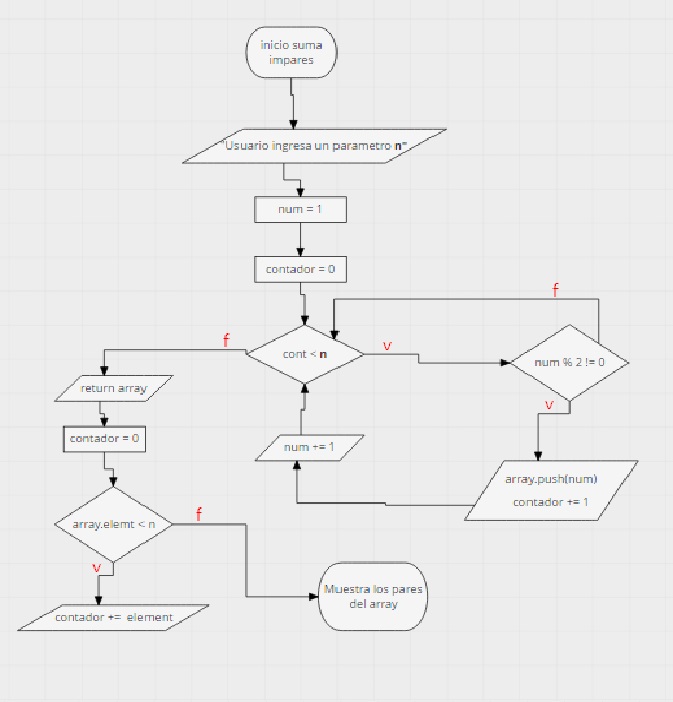 inicio suma
impares
"Usuario ingresa un parametro n"
num = 1
contador = 0
f
cont < n
v
f
num % 2 != 0
v
return array
contador = 0
num += 1
array.push(num)
contador += 1
array.elemt < n
f
v
contador += element
Muestra los pares
del array